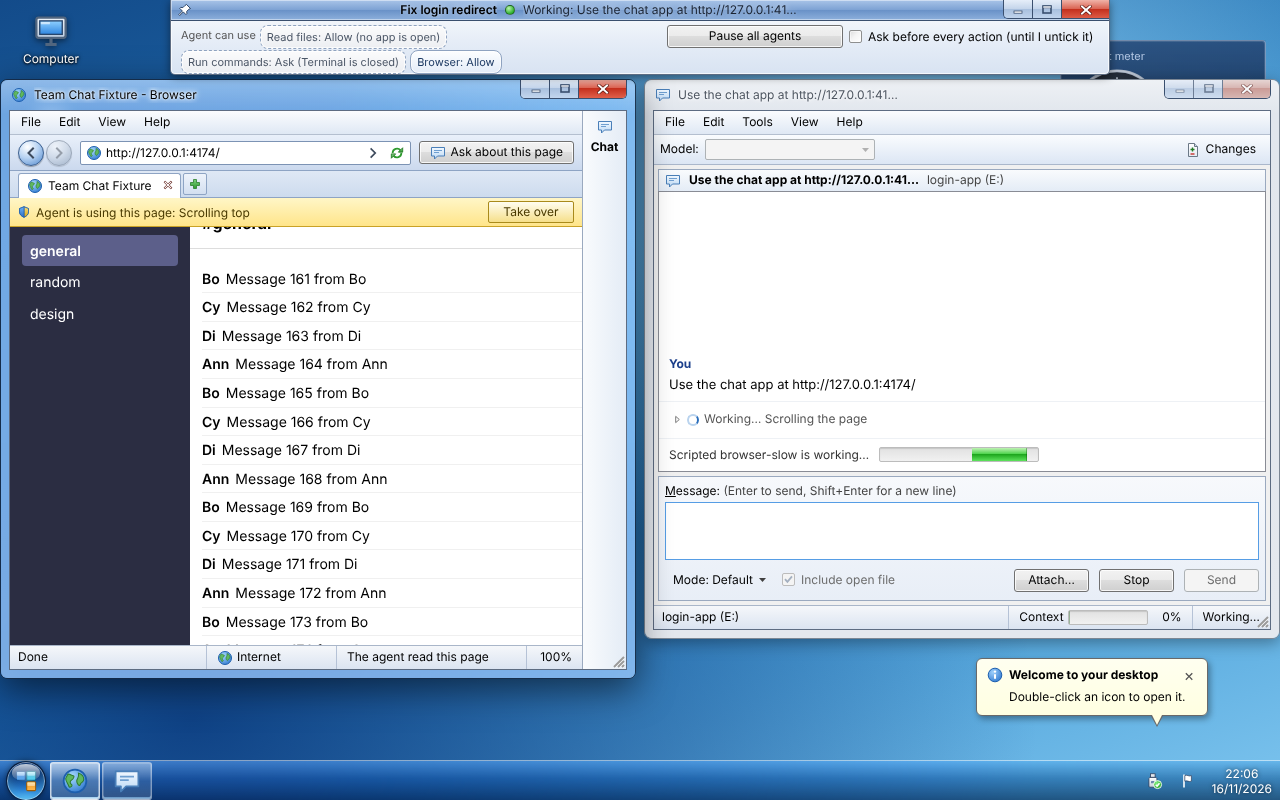 Computer
Fix login redirect
Working: Use the chat app at http://127.0.0.1:41...
Agent can use
Read files: Allow (no app is open)
Run commands: Ask (Terminal is closed)
Browser: Allow
Pause all agents
Ask before every action (until I untick it)
meter
Team Chat Fixture - Browser
File Edit View Help
http://127.0.0.1:4174/
Ask about this page
Team Chat Fixture
Agent is using this page: Scrolling top
Take over
Chat
general
random
design
#general
Bo Message 161 from Bo
Cy Message 162 from Cy
Di Message 163 from Di
Ann Message 164 from Ann
Bo Message 165 from Bo
Cy Message 166 from Cy
Di Message 167 from Di
Ann Message 168 from Ann
Bo Message 169 from Bo
Cy Message 170 from Cy
Di Message 171 from Di
Ann Message 172 from Ann
Bo Message 173 from Bo
Done
Internet
The agent read this page
100%
Use the chat app at http://127.0.0.1:41...
File Edit Tools View Help
Model:
Changes
Use the chat app at http://127.0.0.1:41... login-app (E:)
You
Use the chat app at http://127.0.0.1:4174/
Working... Scrolling the page
Scripted browser-slow is working...
Message: (Enter to send, Shift+Enter for a new line)
Mode: Default
Include open file
Attach...
Stop
Send
login-app (E:)
Context
0%
Working...
Welcome to your desktop
Double-click an icon to open it.
22:06
16/11/2026